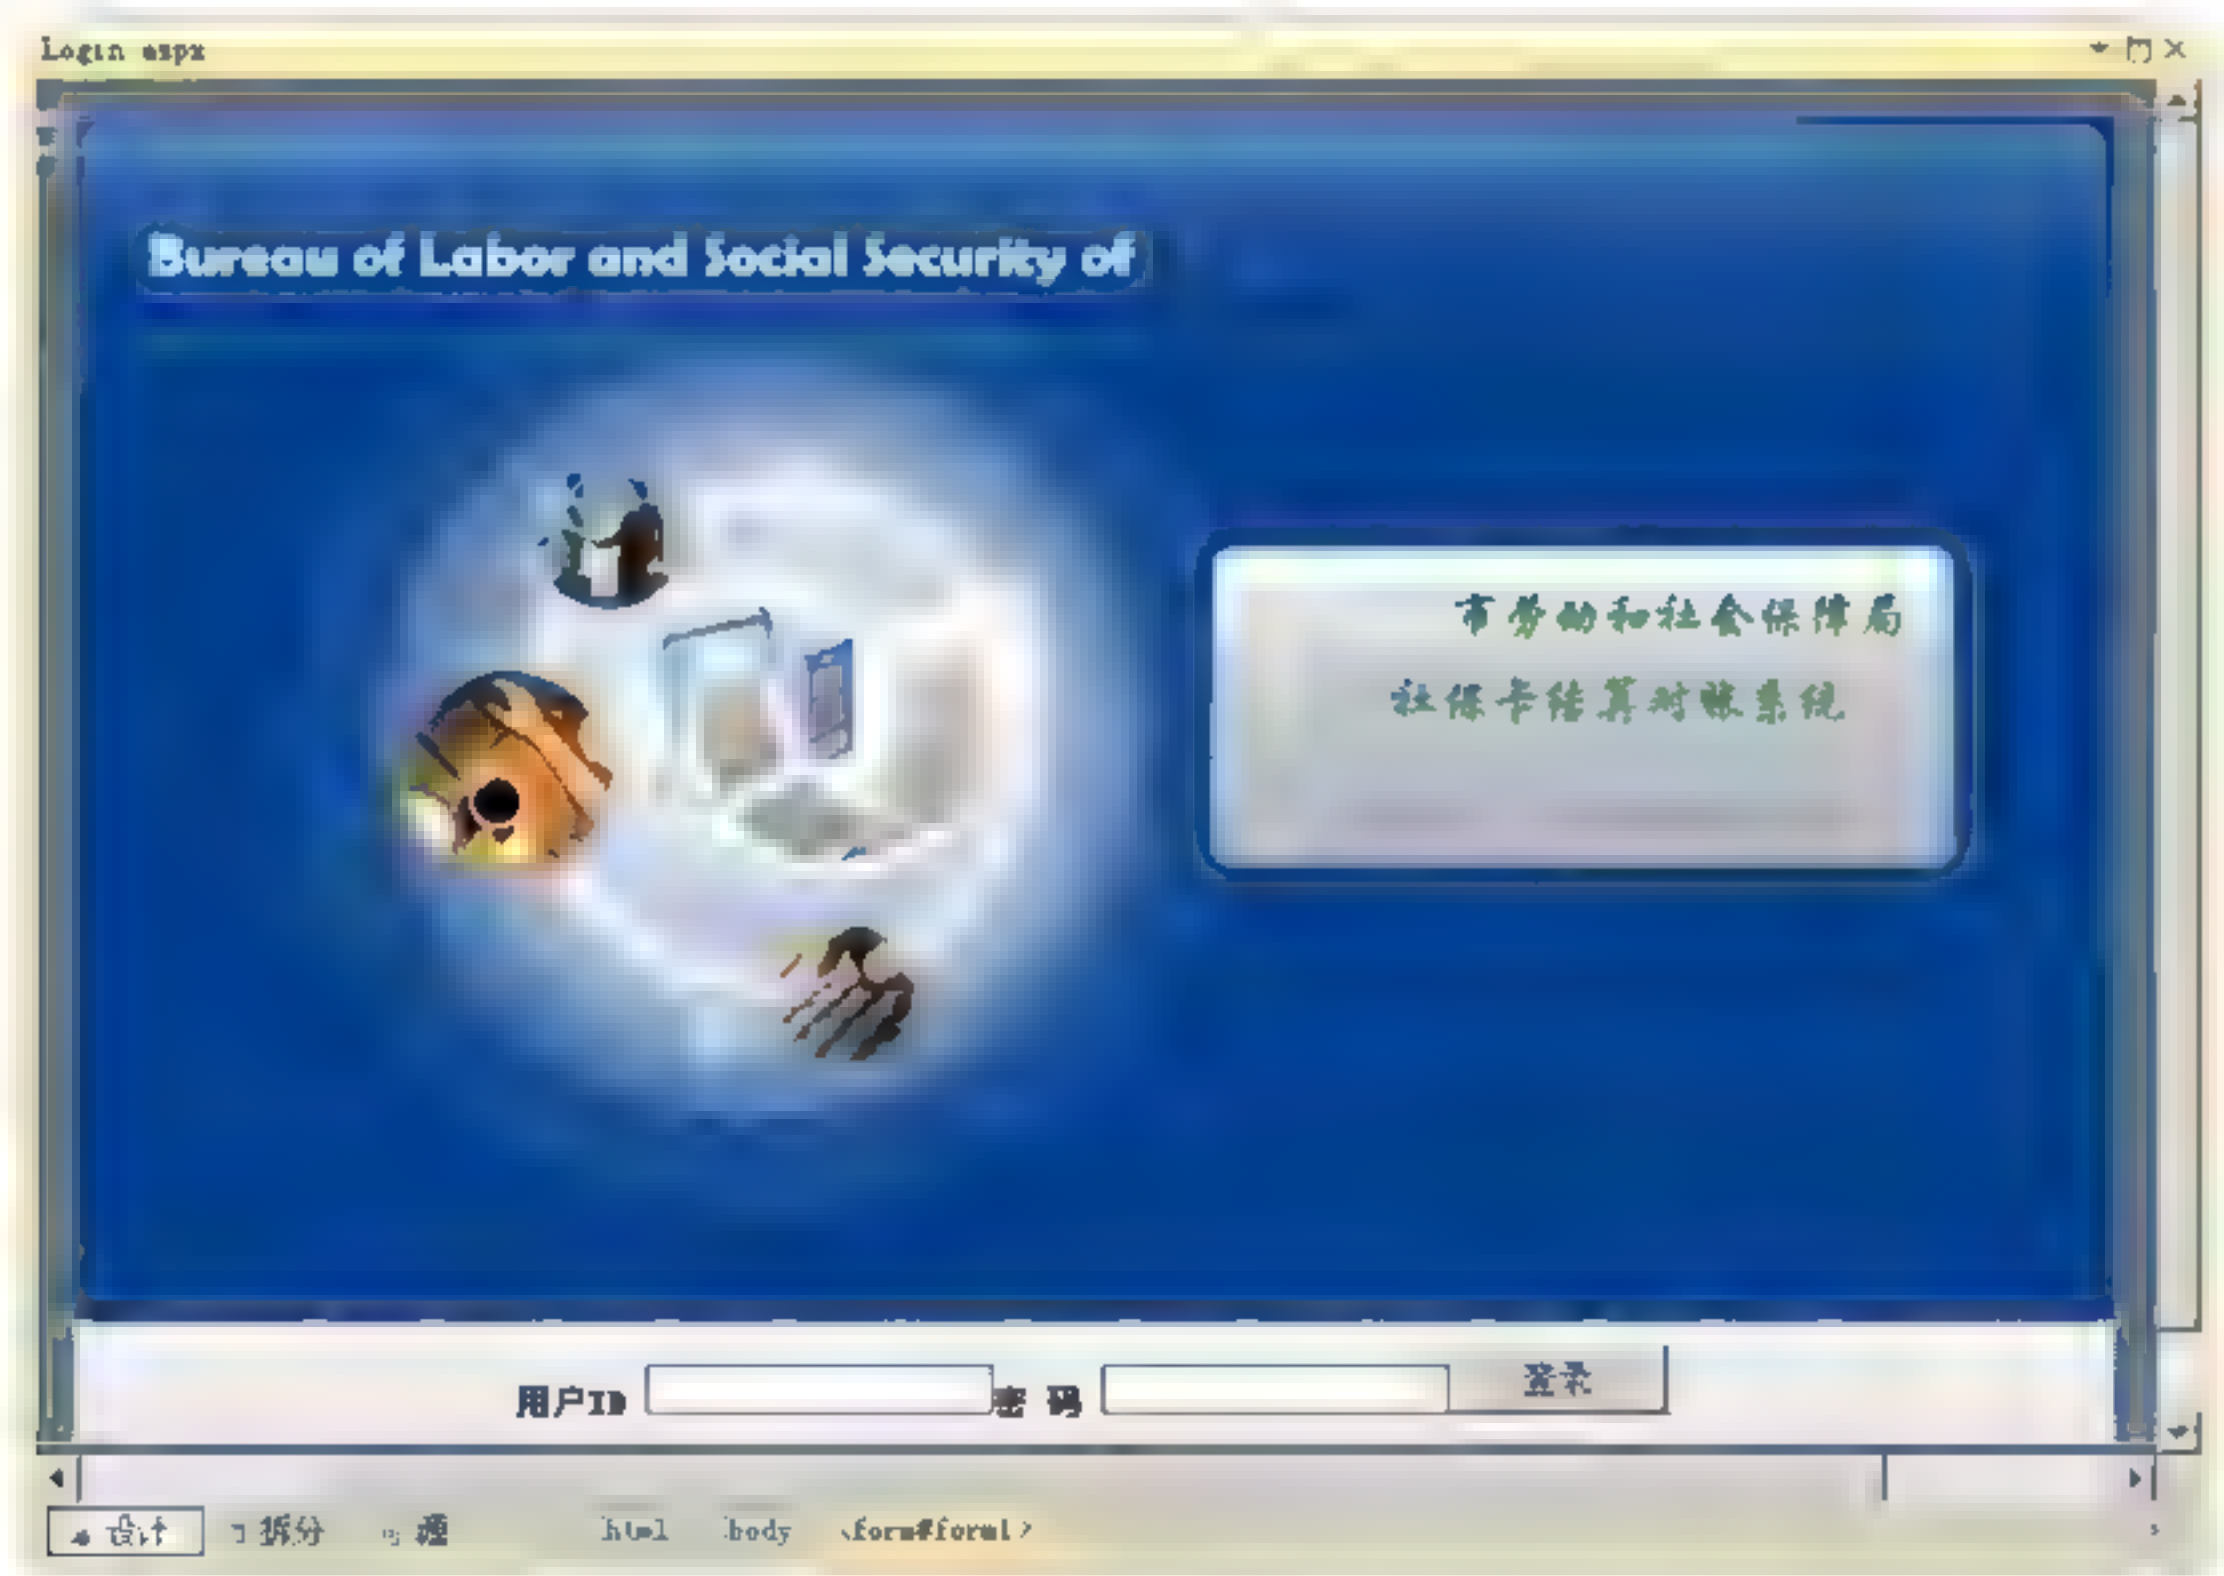 Login aspx
Bureau of Labor and Social Security of
市劳动和社会保障局
社保卡结算对账系统
用户ID 密 码 登录
设计 拆分 源 html body <form#form1>